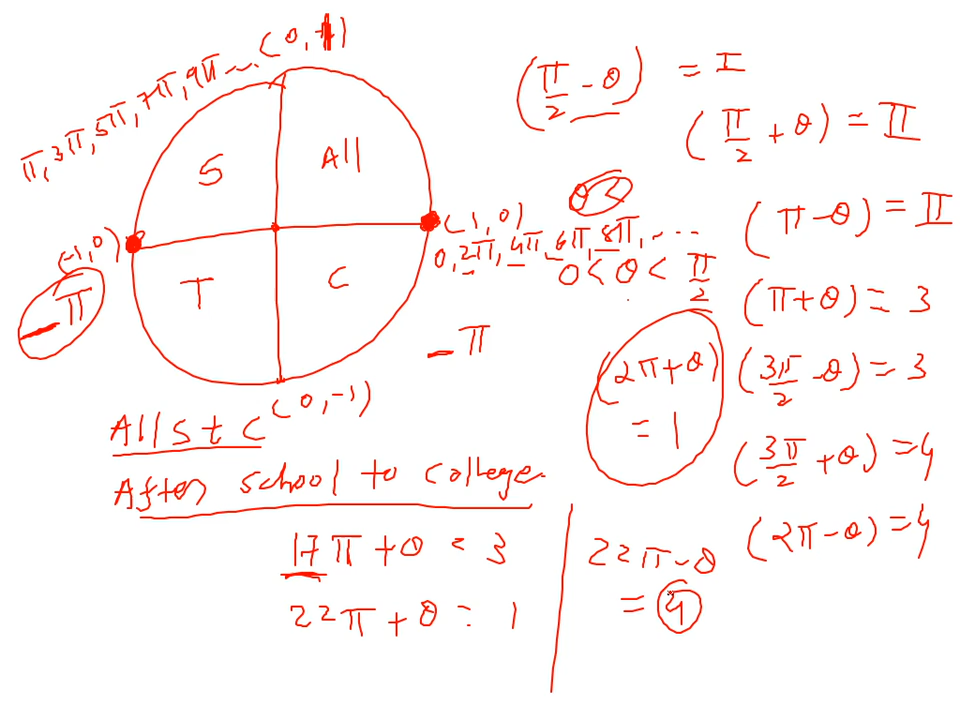 (0, 1)
π, 3π, 5π, 7π, 9π ...
S
All
(-1, 0)
(1, 0)
0, 2π, 4π, 6π, 8π, ...
-π
T
C
-π
(0, -1)
All S t C
After school to college
17π + θ = 3
22π + θ = 1
(π/2 - θ) = I
(π/2 + θ) = II
θ <
0 < θ < π/2
(π - θ) = II
(π + θ) = 3
(2π + θ)
= 1
(3π/2 - θ) = 3
(3π/2 + θ) = 4
(2π - θ) = 4
22π - θ
= 4